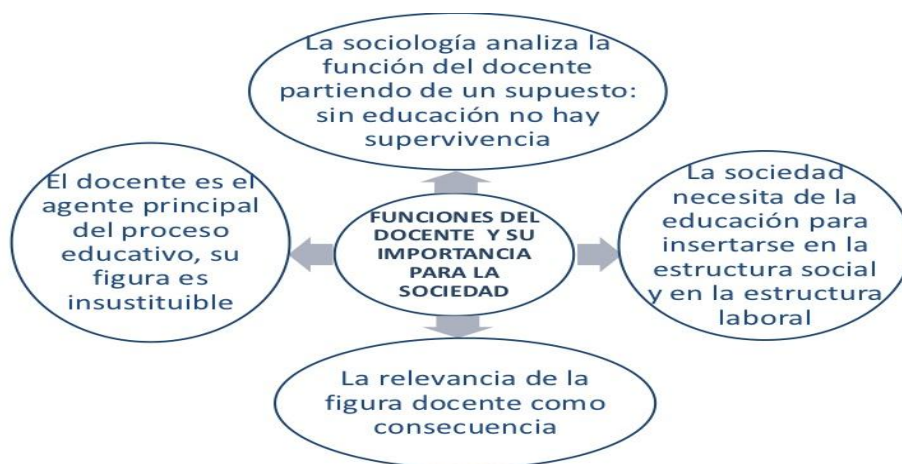 La sociología analiza la
función del docente
partiendo de un supuesto:
sin educación no hay
supervivencia
El docente es el
agente principal
del proceso
educativo, su
figura es
insustituible
FUNCIONES DEL
DOCENTE Y SU
IMPORTANCIA
PARA LA
SOCIEDAD
La sociedad
necesita de la
educación para
insertarse en la
estructura social
y en la estructura
laboral
La relevancia de la
figura docente como
consecuencia